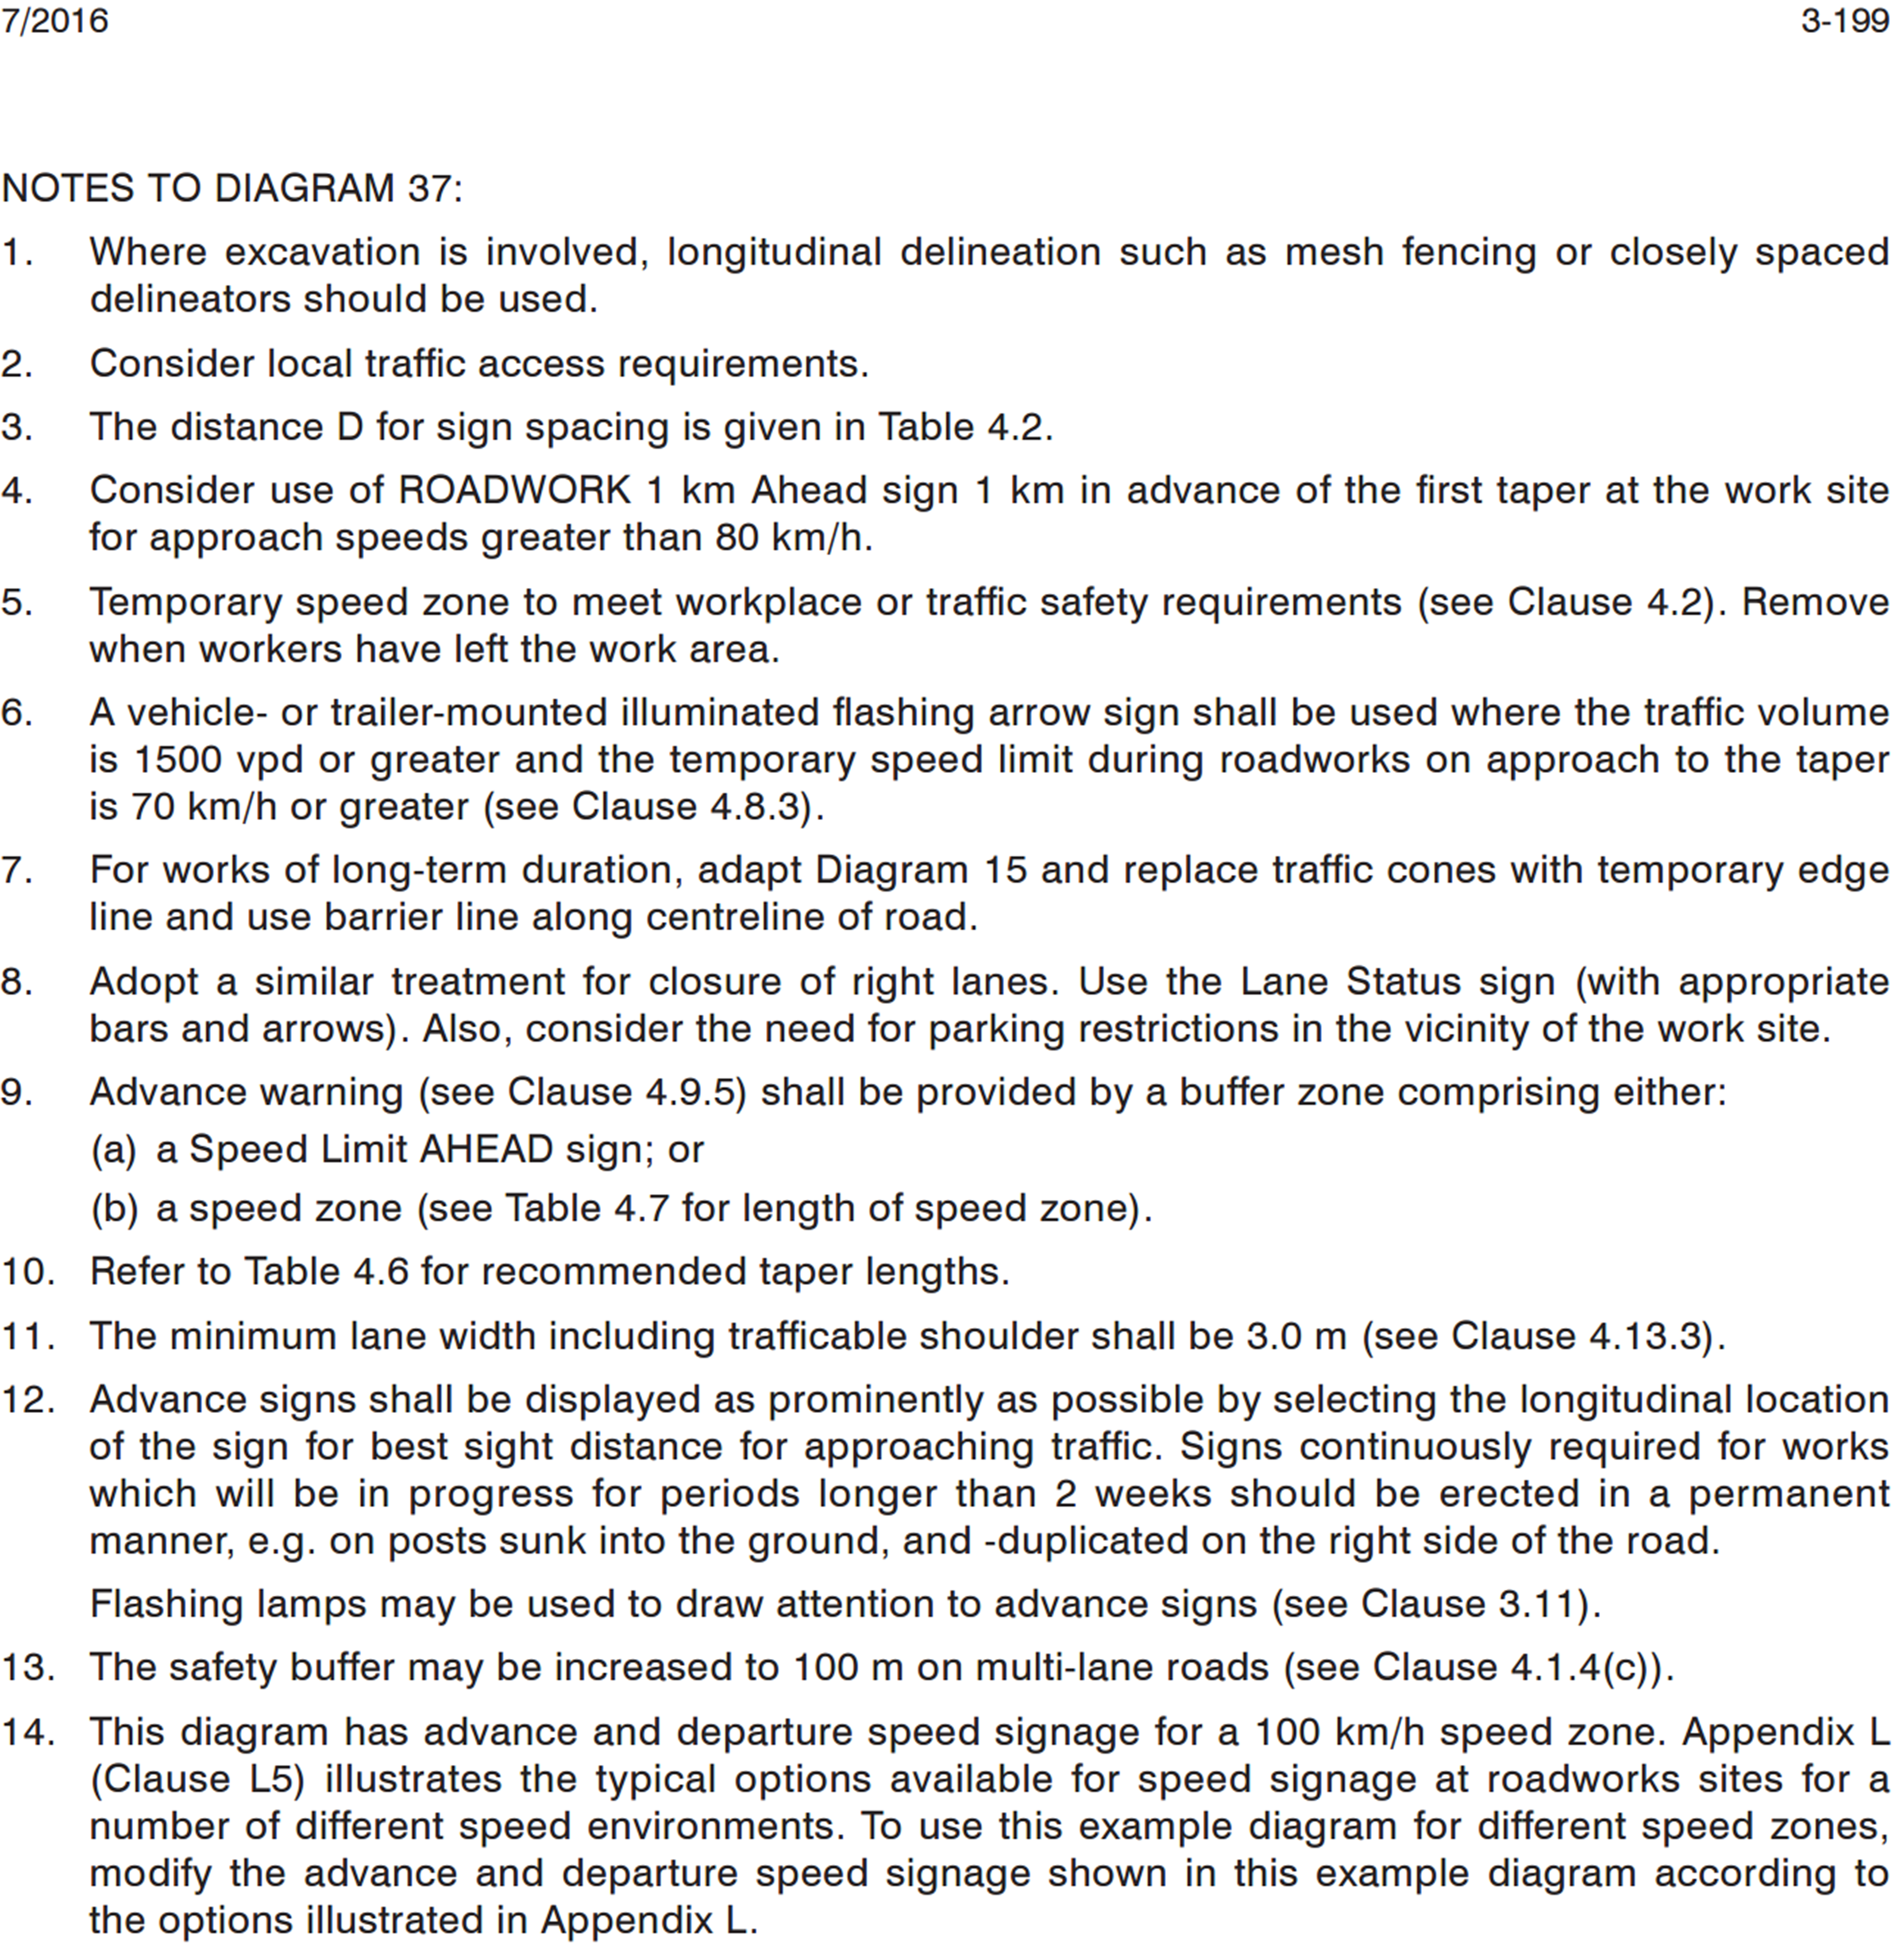 7/2016 3-199
NOTES TO DIAGRAM 37:
1. Where excavation is involved, longitudinal delineation such as mesh fencing or closely spaced
delineators should be used.
2. Consider local traffic access requirements.
3. The distance D for sign spacing is given in Table 4.2.
4. Consider use of ROADWORK 1 km Ahead sign 1 km in advance of the first taper at the work site
for approach speeds greater than 80 km/h.
5. Temporary speed zone to meet workplace or traffic safety requirements (see Clause 4.2). Remove
when workers have left the work area.
6. A vehicle- or trailer-mounted illuminated flashing arrow sign shall be used where the traffic volume
is 1500 vpd or greater and the temporary speed limit during roadworks on approach to the taper
is 70 km/h or greater (see Clause 4.8.3).
7. For works of long-term duration, adapt Diagram 15 and replace traffic cones with temporary edge
line and use barrier line along centreline of road.
8. Adopt a similar treatment for closure of right lanes. Use the Lane Status sign (with appropriate
bars and arrows). Also, consider the need for parking restrictions in the vicinity of the work site.
9. Advance warning (see Clause 4.9.5) shall be provided by a buffer zone comprising either:
(a) a Speed Limit AHEAD sign; or
(b) a speed zone (see Table 4.7 for length of speed zone).
10. Refer to Table 4.6 for recommended taper lengths.
11. The minimum lane width including trafficable shoulder shall be 3.0 m (see Clause 4.13.3).
12. Advance signs shall be displayed as prominently as possible by selecting the longitudinal location
of the sign for best sight distance for approaching traffic. Signs continuously required for works
which will be in progress for periods longer than 2 weeks should be erected in a permanent
manner, e.g. on posts sunk into the ground, and -duplicated on the right side of the road.
Flashing lamps may be used to draw attention to advance signs (see Clause 3.11).
13. The safety buffer may be increased to 100 m on multi-lane roads (see Clause 4.1.4(c)).
14. This diagram has advance and departure speed signage for a 100 km/h speed zone. Appendix L
(Clause L5) illustrates the typical options available for speed signage at roadworks sites for a
number of different speed environments. To use this example diagram for different speed zones,
modify the advance and departure speed signage shown in this example diagram according to
the options illustrated in Appendix L.